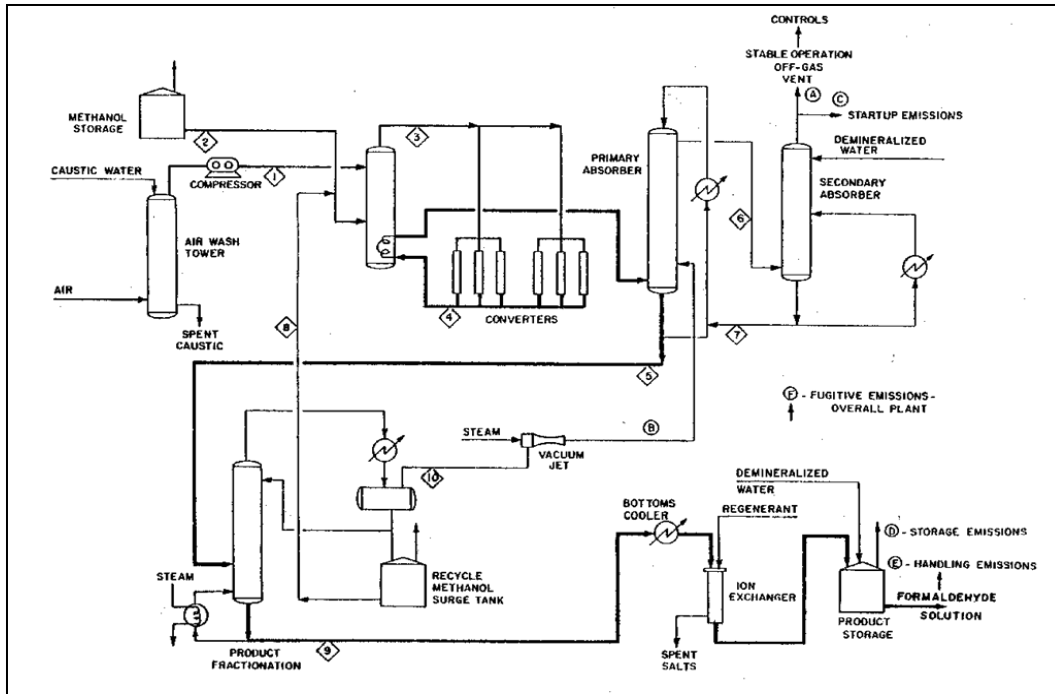 CONTROLS
STABLE OPERATION
OFF-GAS
VENT
A
C
STARTUP EMISSIONS
METHANOL
STORAGE
2
3
PRIMARY
ABSORBER
DEMINERALIZED
WATER
CAUSTIC WATER
COMPRESSOR
1
SECONDARY
ABSORBER
6
AIR WASH
TOWER
AIR
SPENT
CAUSTIC
8
4
CONVERTERS
7
5
F - FUGITIVE EMISSIONS-
OVERALL PLANT
STEAM
B
VACUUM
JET
10
DEMINERALIZED
WATER
BOTTOMS
COOLER
REGENERANT
D - STORAGE EMISSIONS
STEAM
RECYCLE
METHANOL
SURGE TANK
ION
EXCHANGER
E - HANDLING EMISSIONS
FORMALDEHYDE
SOLUTION
PRODUCT
STORAGE
PRODUCT
FRACTIONATION
9
SPENT
SALTS